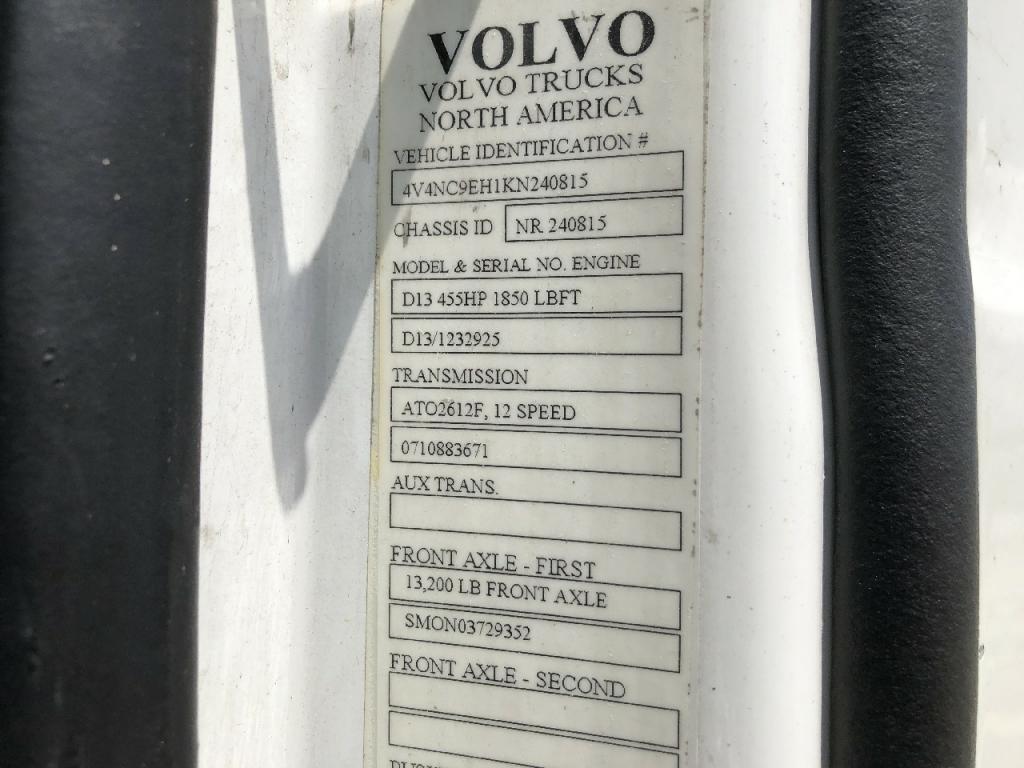 VOLVO
VOLVO TRUCKS
NORTH AMERICA
VEHICLE IDENTIFICATION #
4V4NC9EH1KN240815
CHASSIS ID NR 240815
MODEL & SERIAL NO. ENGINE
D13 455HP 1850 LBFT
D13/1232925
TRANSMISSION
ATO2612F, 12 SPEED
0710883671
AUX TRANS.
FRONT AXLE - FIRST
13,200 LB FRONT AXLE
SMON03729352
FRONT AXLE - SECOND